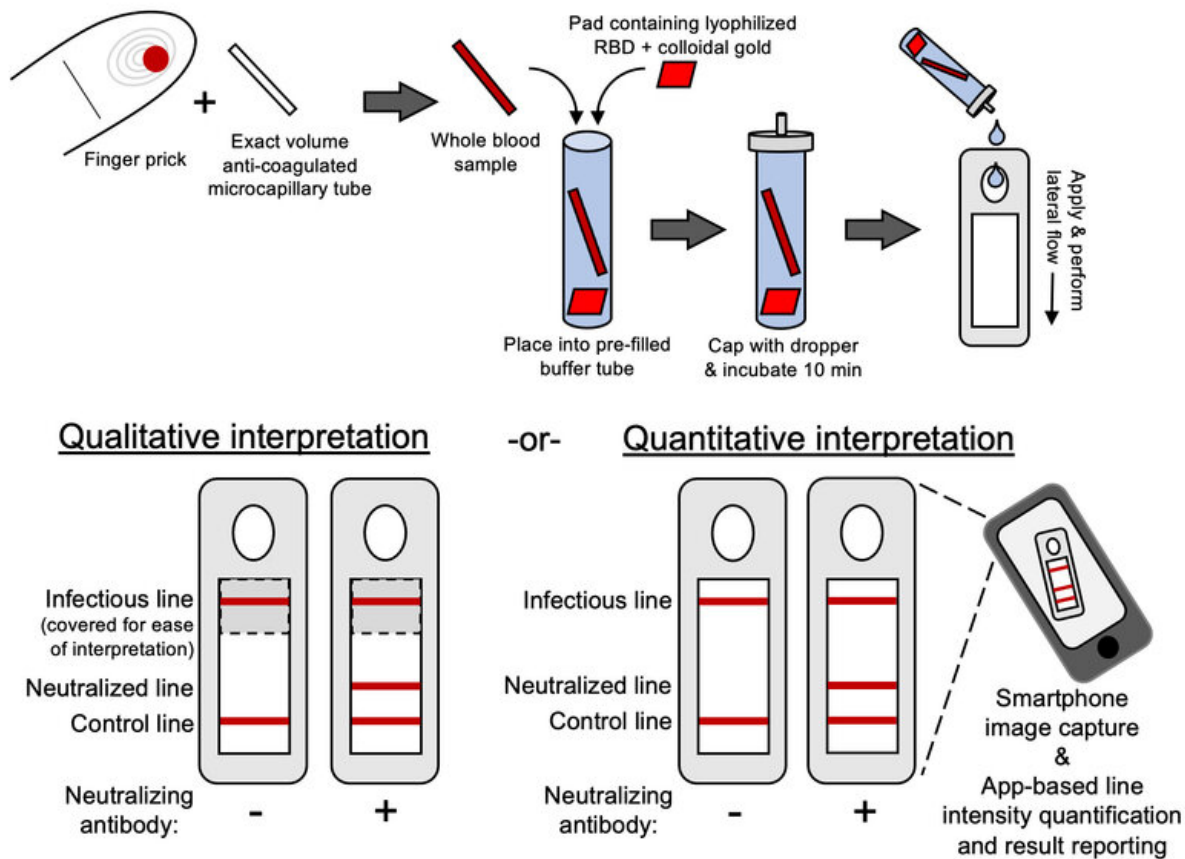 Finger prick
+
Exact volume
anti-coagulated
microcapillary tube
Whole blood
sample
Pad containing lyophilized
RBD + colloidal gold
Place into pre-filled
buffer tube
Cap with dropper
& incubate 10 min
Apply & perform
lateral flow
Qualitative interpretation
-or-
Quantitative interpretation
Infectious line
(covered for ease
of interpretation)
Neutralized line
Control line
Neutralizing
antibody:
-
+
Infectious line
Neutralized line
Control line
Neutralizing
antibody:
-
+
Smartphone
image capture
&
App-based line
intensity quantification
and result reporting